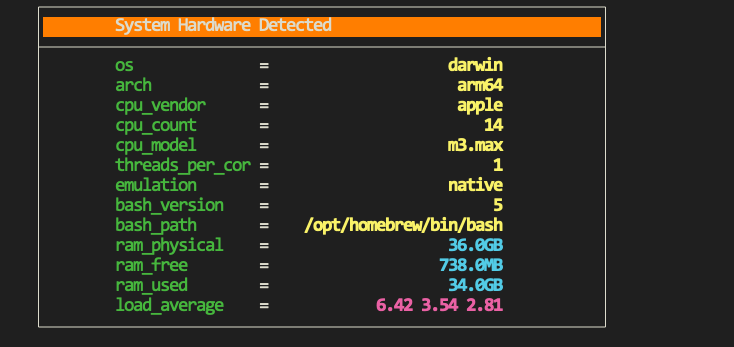 System Hardware Detected
os = darwin
arch = arm64
cpu_vendor = apple
cpu_count = 14
cpu_model = m3.max
threads_per_cor = 1
emulation = native
bash_version = 5
bash_path = /opt/homebrew/bin/bash
ram_physical = 36.0GB
ram_free = 738.0MB
ram_used = 34.0GB
load_average = 6.42 3.54 2.81